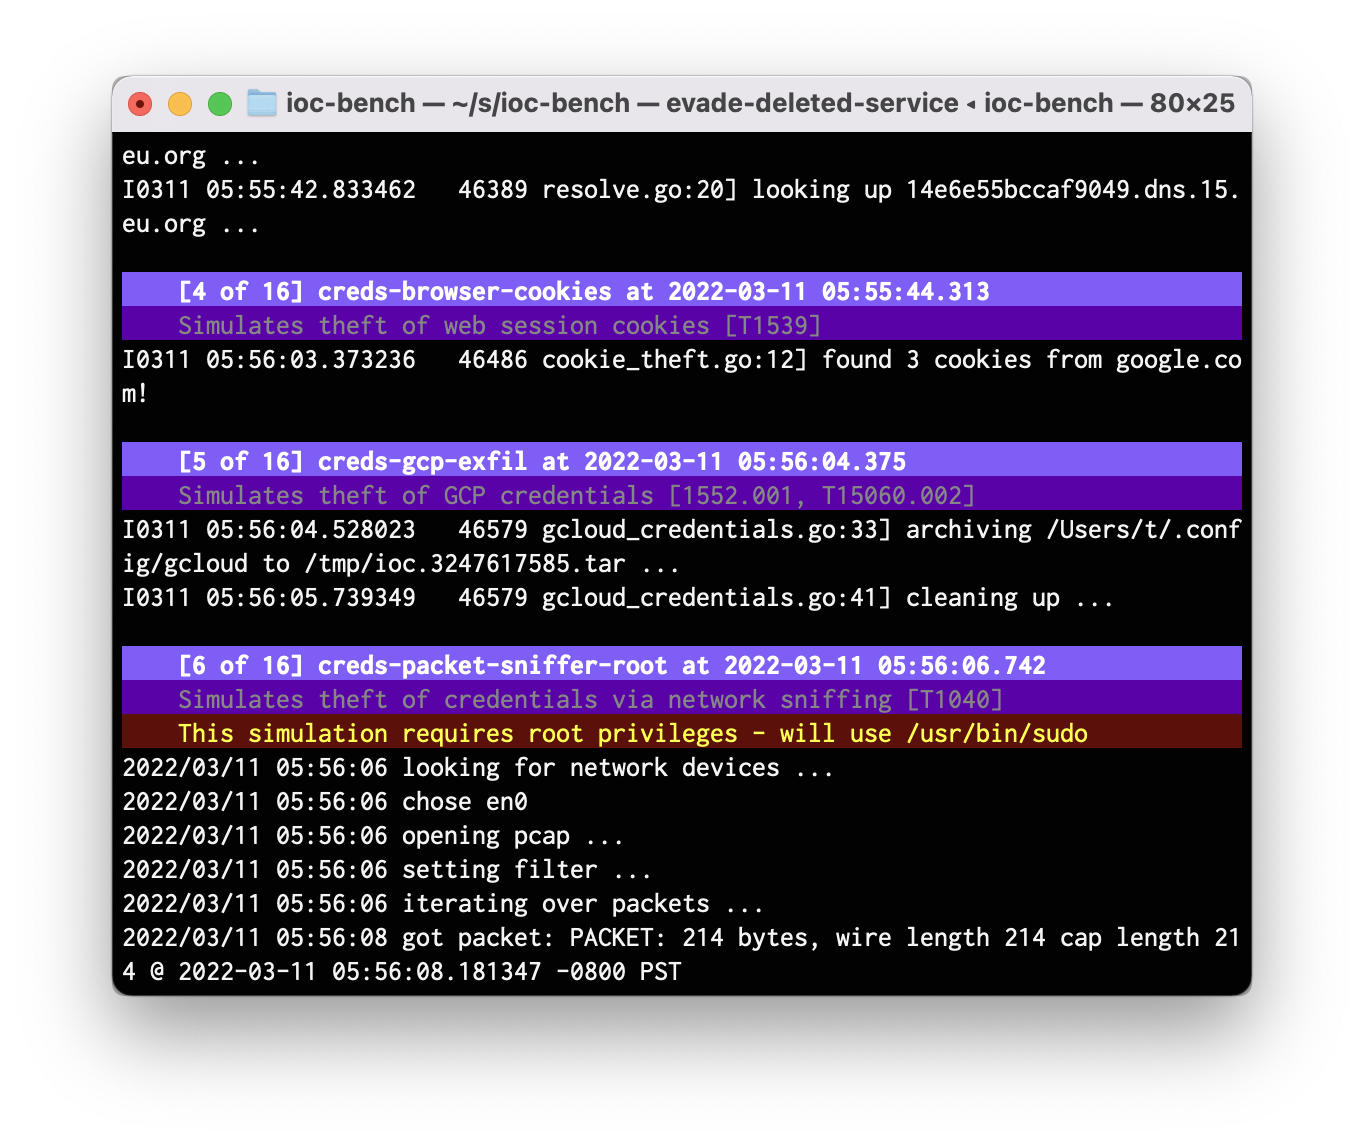 ioc-bench — ~/s/ioc-bench — evade-deleted-service ◂ ioc-bench — 80×25
eu.org ...
I0311 05:55:42.833462   46389 resolve.go:20] looking up 14e6e55bccaf9049.dns.15.
eu.org ...
[4 of 16] creds-browser-cookies at 2022-03-11 05:55:44.313
Simulates theft of web session cookies [T1539]
I0311 05:56:03.373236   46486 cookie_theft.go:12] found 3 cookies from google.co
m!
[5 of 16] creds-gcp-exfil at 2022-03-11 05:56:04.375
Simulates theft of GCP credentials [1552.001, T15060.002]
I0311 05:56:04.528023   46579 gcloud_credentials.go:33] archiving /Users/t/.conf
ig/gcloud to /tmp/ioc.3247617585.tar ...
I0311 05:56:05.739349   46579 gcloud_credentials.go:41] cleaning up ...
[6 of 16] creds-packet-sniffer-root at 2022-03-11 05:56:06.742
Simulates theft of credentials via network sniffing [T1040]
This simulation requires root privileges - will use /usr/bin/sudo
2022/03/11 05:56:06 looking for network devices ...
2022/03/11 05:56:06 chose en0
2022/03/11 05:56:06 opening pcap ...
2022/03/11 05:56:06 setting filter ...
2022/03/11 05:56:06 iterating over packets ...
2022/03/11 05:56:08 got packet: PACKET: 214 bytes, wire length 214 cap length 21
4 @ 2022-03-11 05:56:08.181347 -0800 PST